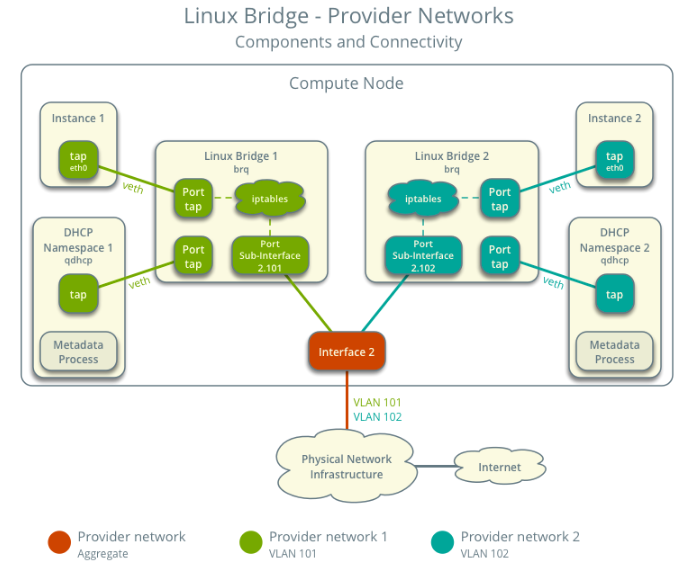 Linux Bridge - Provider Networks
Components and Connectivity
Compute Node
Instance 1
tap
eth0
veth
DHCP
Namespace 1
qdhcp
tap
veth
Metadata
Process
Linux Bridge 1
brq
Port
tap
iptables
Port
tap
Port
Sub-Interface
2.101
Linux Bridge 2
brq
iptables
Port
tap
Port
Sub-Interface
2.102
Port
tap
Instance 2
tap
eth0
veth
DHCP
Namespace 2
qdhcp
tap
veth
Metadata
Process
Interface 2
VLAN 101
VLAN 102
Physical Network
Infrastructure
Internet
Provider network
Aggregate
Provider network 1
VLAN 101
Provider network 2
VLAN 102